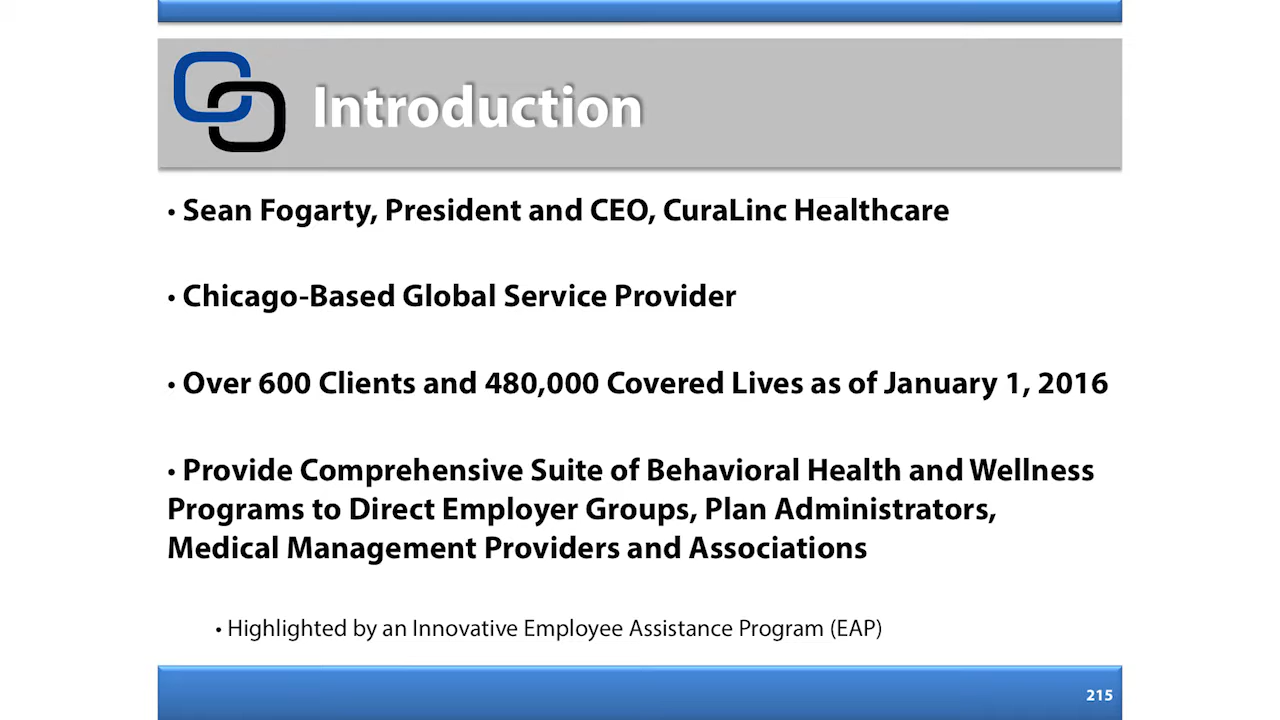 Introduction
• Sean Fogarty, President and CEO, CuraLinc Healthcare
• Chicago-Based Global Service Provider
• Over 600 Clients and 480,000 Covered Lives as of January 1, 2016
• Provide Comprehensive Suite of Behavioral Health and Wellness
Programs to Direct Employer Groups, Plan Administrators,
Medical Management Providers and Associations
• Highlighted by an Innovative Employee Assistance Program (EAP)
215